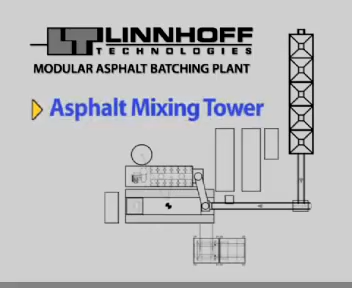 LINNHOFF
TECHNOLOGIES
MODULAR ASPHALT BATCHING PLANT
Asphalt Mixing Tower